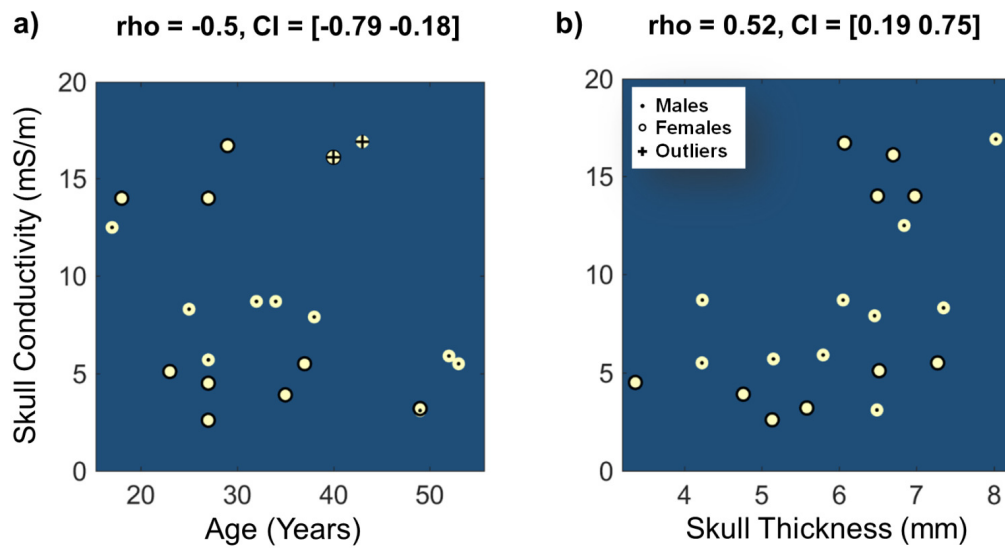 a) rho = -0.5, CI = [-0.79 -0.18]
20
15
10
5
0
Skull Conductivity (mS/m)
20 30 40 50
Age (Years)
b) rho = 0.52, CI = [0.19 0.75]
20
15
10
5
0
Males
Females
Outliers
4 5 6 7 8
Skull Thickness (mm)